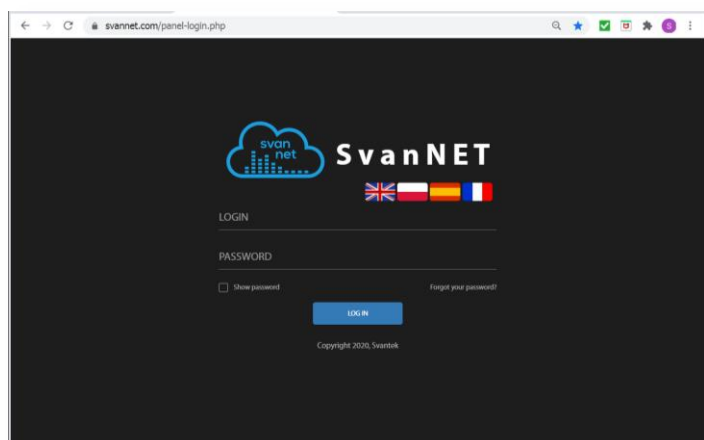 svannet.com/panel-login.php
S
svan
net
SvanNET
LOGIN
PASSWORD
Show password
Forgot your password?
LOG IN
Copyright 2020, Svantek